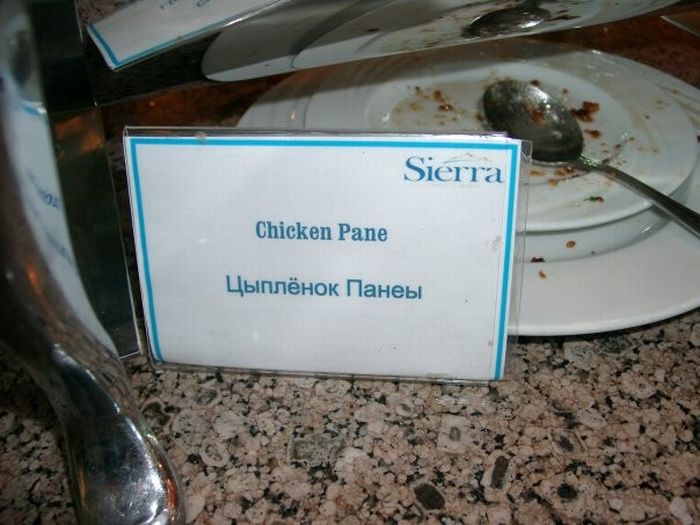 Sierra
Chicken Pane
Цыплёнок Панеы